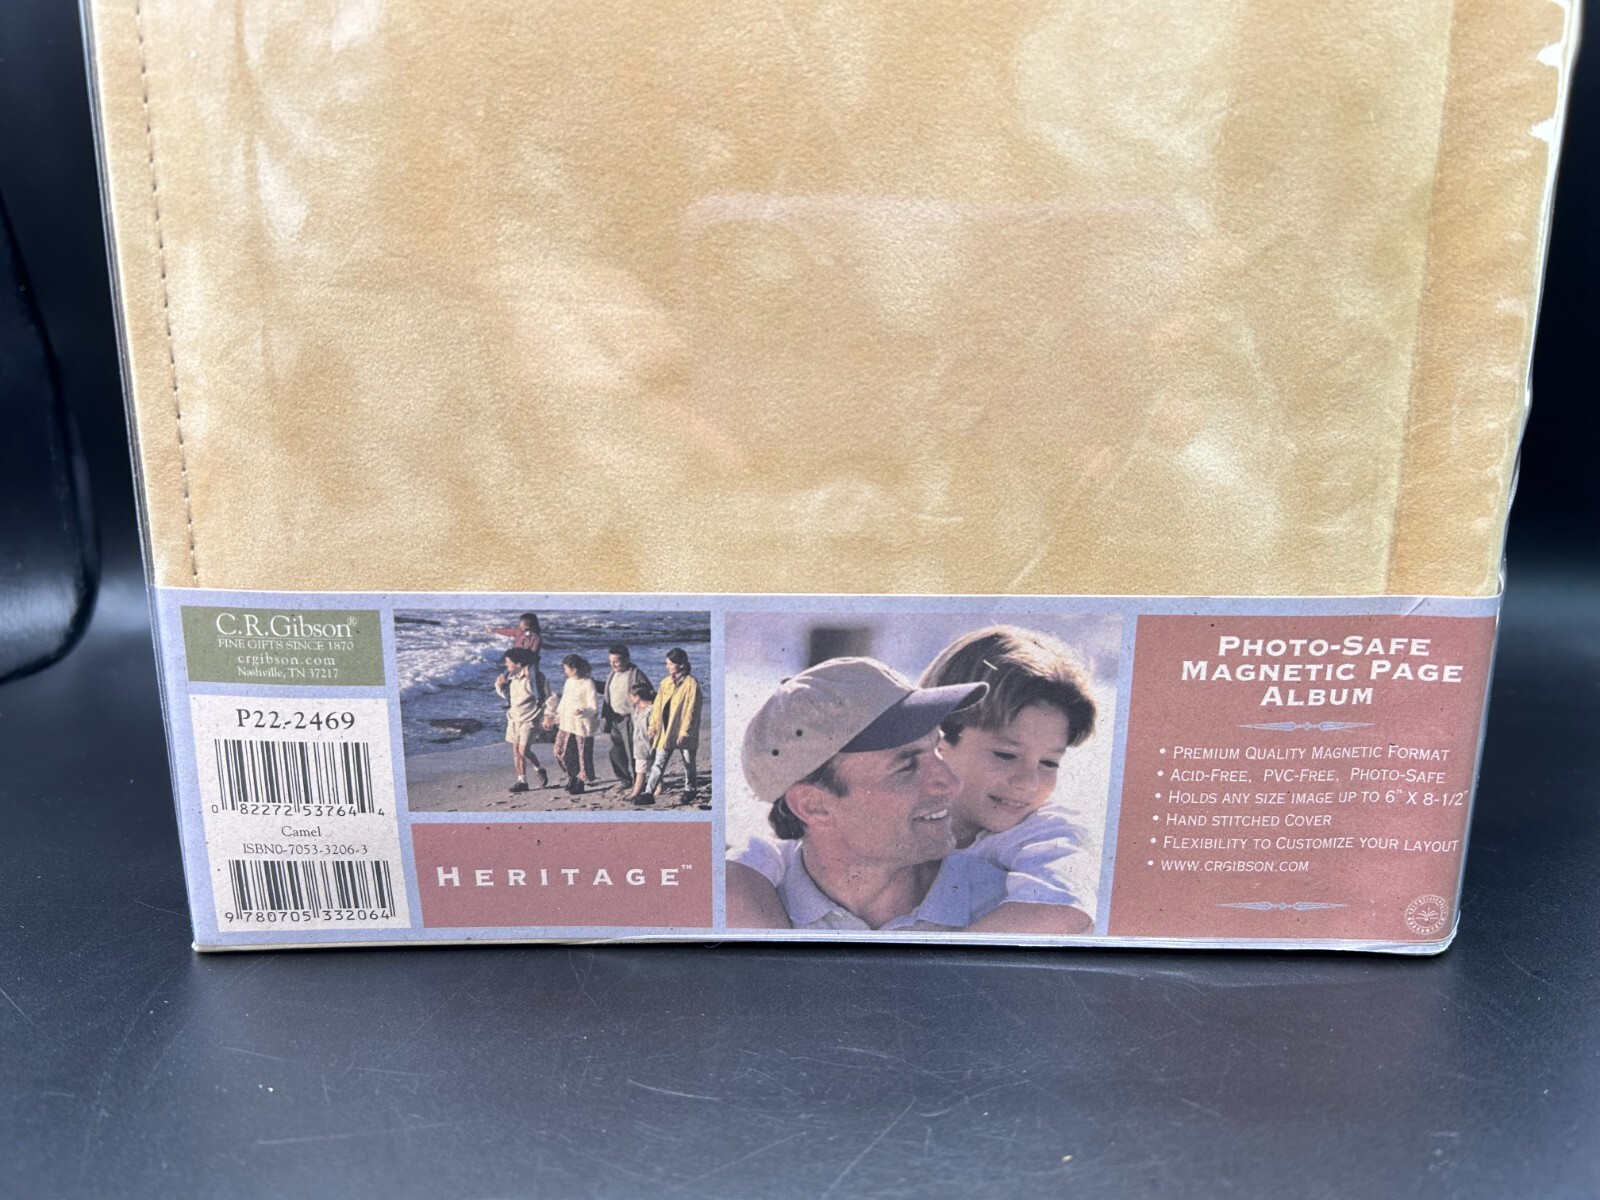 C.R.Gibson®
FINE GIFTS SINCE 1870
crgibson.com
Nashville, TN 37217
P22-2469
0 82272 53764 4
Camel
ISBN0-7053-3206-3
9 780705 332064
HERITAGE™
PHOTO-SAFE
MAGNETIC PAGE
ALBUM
• PREMIUM QUALITY MAGNETIC FORMAT
• ACID-FREE, PVC-FREE, PHOTO-SAFE
• HOLDS ANY SIZE IMAGE UP TO 6" X 8-1/2"
• HAND STITCHED COVER
• FLEXIBILITY TO CUSTOMIZE YOUR LAYOUT
• WWW.CRGIBSON.COM